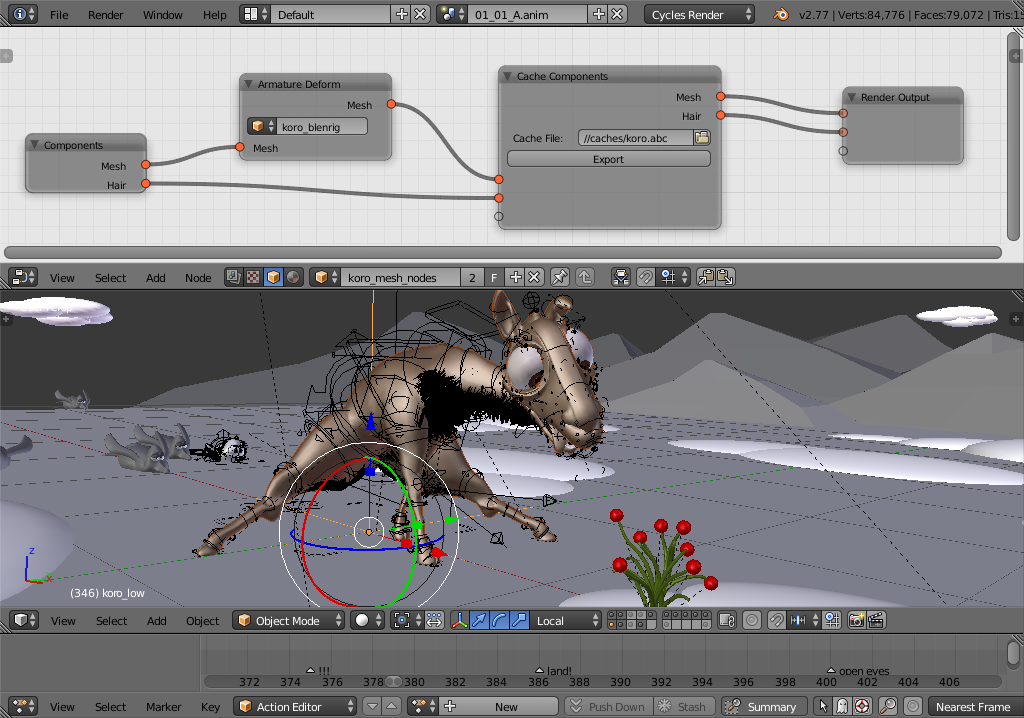 File Render Window Help Default 01_01_A.anim Cycles Render v2.77 | Verts:84,776 | Faces:79,072 | Tris:15
Components
Mesh
Hair
Armature Deform
Mesh
koro_blenrig
Mesh
Cache Components
Mesh
Hair
Cache File: //caches/koro.abc
Export
Render Output
View Select Add Node koro_mesh_nodes 2 F
z
x
(346) koro_low
View Select Add Object Object Mode Local
!!! land! open eyes
372 374 376 378 380 382 384 386 388 390 392 394 396 398 400 402 404 406
View Select Marker Key Action Editor New Push Down Stash Summary Nearest Frame